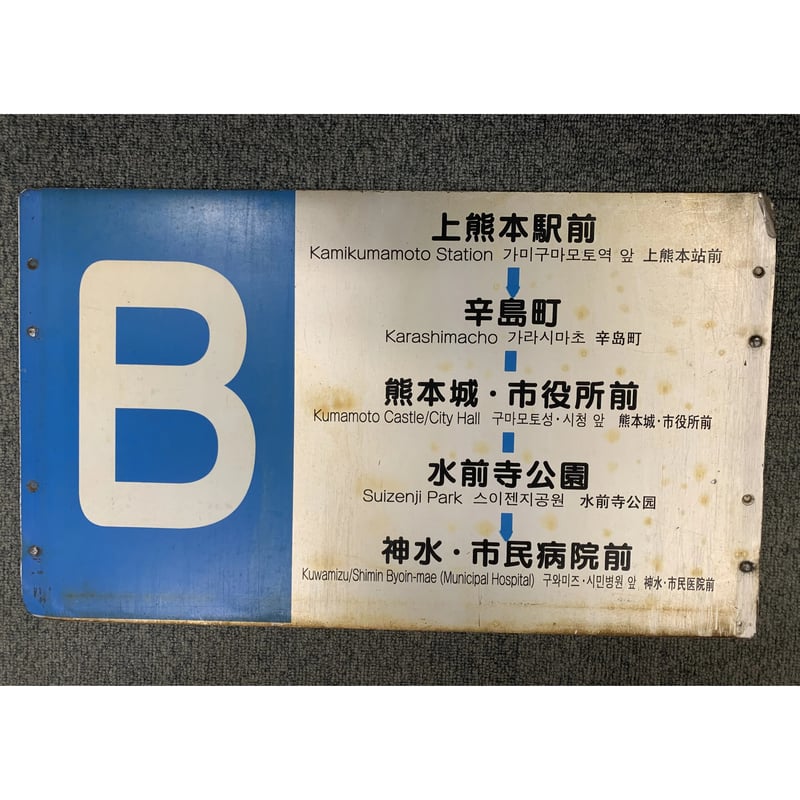 B
上熊本駅前
Kamikumamoto Station 가미구마모토역 앞 上熊本站前
辛島町
Karashimacho 가라시마초 辛岛町
熊本城・市役所前
Kumamoto Castle/City Hall 구마모토성・시청 앞 熊本城・市役所前
水前寺公園
Suizenji Park 스이젠지공원 水前寺公园
神水・市民病院前
Kuwamizu/Shimin Byoin-mae (Municipal Hospital) 구와미즈・시민병원 앞 神水・市民医院前